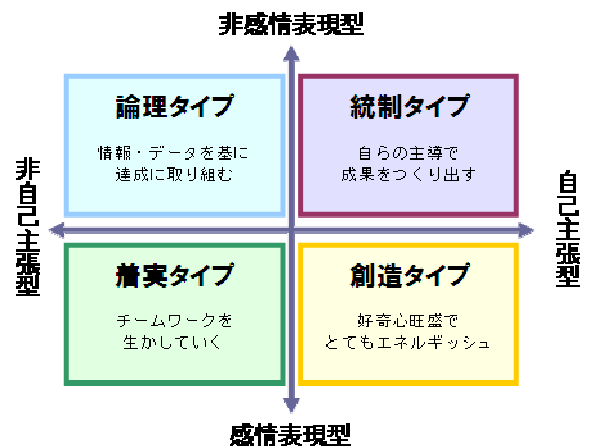 非感情表現型
論理タイプ
情報・データを基に
達成に取り組む
統制タイプ
自らの主導で
成果をつくり出す
非自己主張型
自己主張型
着実タイプ
チームワークを
生かしていく
創造タイプ
好奇心旺盛で
とてもエネルギッシュ
感情表現型